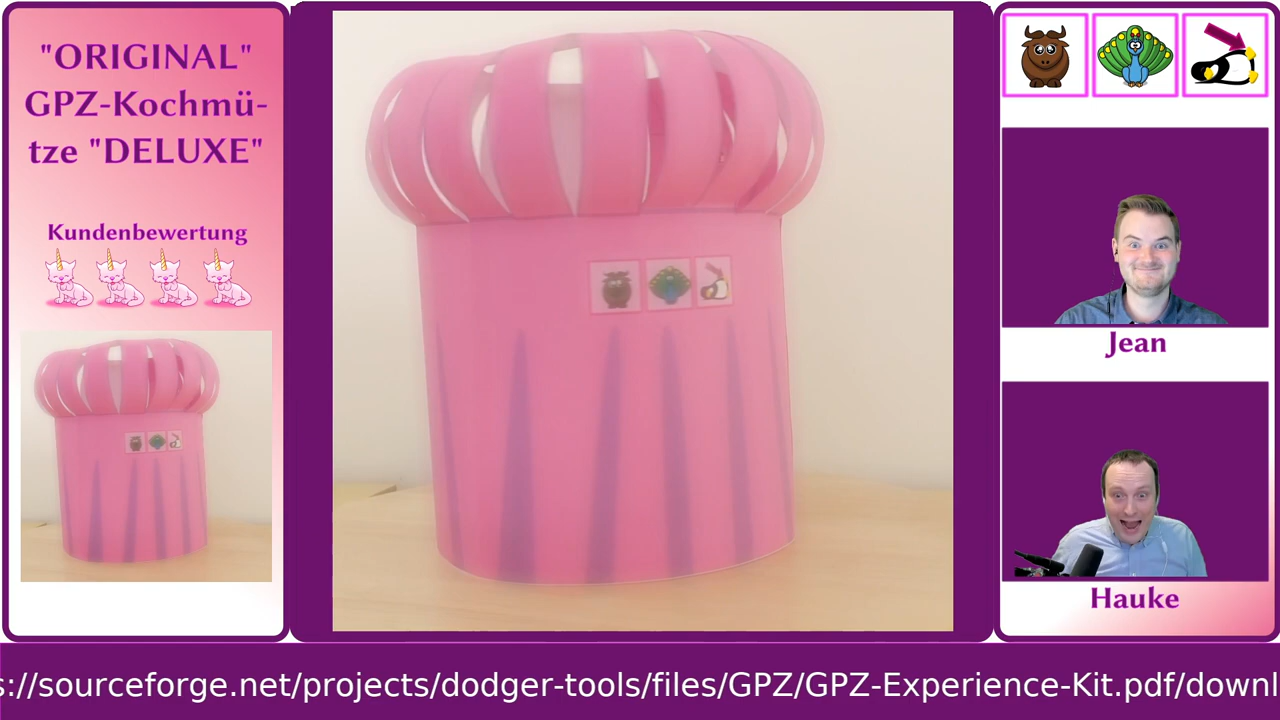 "ORIGINAL"
GPZ-Kochmü-
tze "DELUXE"
Kundenbewertung
Jean
Hauke
s://sourceforge.net/projects/dodger-tools/files/GPZ/GPZ-Experience-Kit.pdf/downl